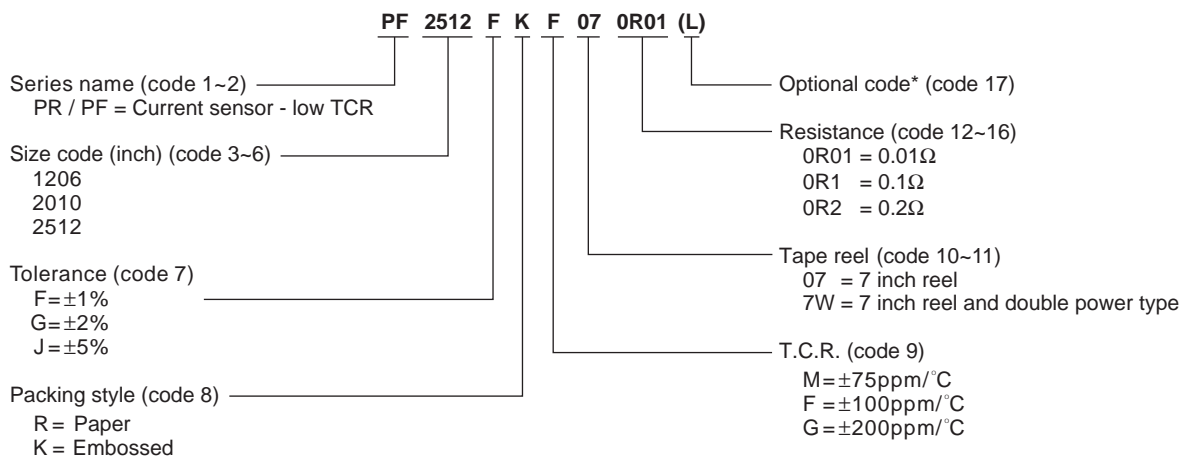 PF 2512 F K F 07 0R01 (L)
Series name (code 1~2)
PR / PF = Current sensor - low TCR
Size code (inch) (code 3~6)
1206
2010
2512
Tolerance (code 7)
F=±1%
G=±2%
J=±5%
Packing style (code 8)
R = Paper
K = Embossed
Optional code* (code 17)
Resistance (code 12~16)
0R01 = 0.01Ω
0R1 = 0.1Ω
0R2 = 0.2Ω
Tape reel (code 10~11)
07 = 7 inch reel
7W = 7 inch reel and double power type
T.C.R. (code 9)
M=±75ppm/°C
F =±100ppm/°C
G=±200ppm/°C